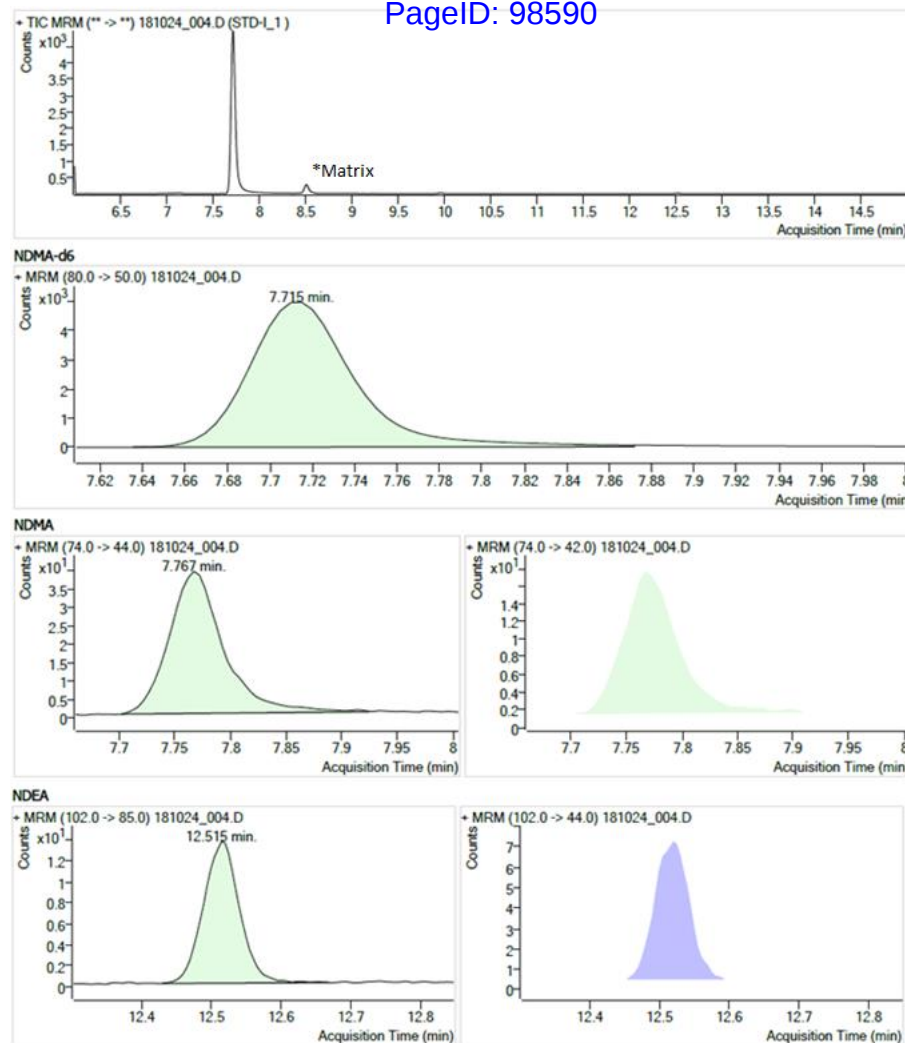 PageID: 98590
+ TIC MRM (** -> **) 181024_004.D (STD-I_1 )
Counts
x10³
4
3.5
3
2.5
2
1.5
1
0.5
*Matrix
6.5 7 7.5 8 8.5 9 9.5 10 10.5 11 11.5 12 12.5 13 13.5 14 14.5
Acquisition Time (min)
NDMA-d6
+ MRM (80.0 -> 50.0) 181024_004.D
Counts
x10³
7.715 min.
4
3
2
1
0
7.62 7.64 7.66 7.68 7.7 7.72 7.74 7.76 7.78 7.8 7.82 7.84 7.86 7.88 7.9 7.92 7.94 7.96 7.98
Acquisition Time (min
NDMA
+ MRM (74.0 -> 44.0) 181024_004.D
Counts
x10¹
7.767 min.
3.5
3
2.5
2
1.5
1
0.5
0
7.7 7.75 7.8 7.85 7.9 7.95 8
Acquisition Time (min)
+ MRM (74.0 -> 42.0) 181024_004.D
Counts
x10¹
1.4
1.2
1
0.8
0.6
0.4
0.2
0
7.7 7.75 7.8 7.85 7.9 7.95 8
Acquisition Time (min
NDEA
+ MRM (102.0 -> 85.0) 181024_004.D
Counts
x10¹
12.515 min.
1.2
1
0.8
0.6
0.4
0.2
0
12.4 12.5 12.6 12.7 12.8
Acquisition Time (min)
+ MRM (102.0 -> 44.0) 181024_004.D
Counts
7
6
5
4
3
2
1
0
12.4 12.5 12.6 12.7 12.8
Acquisition Time (min)